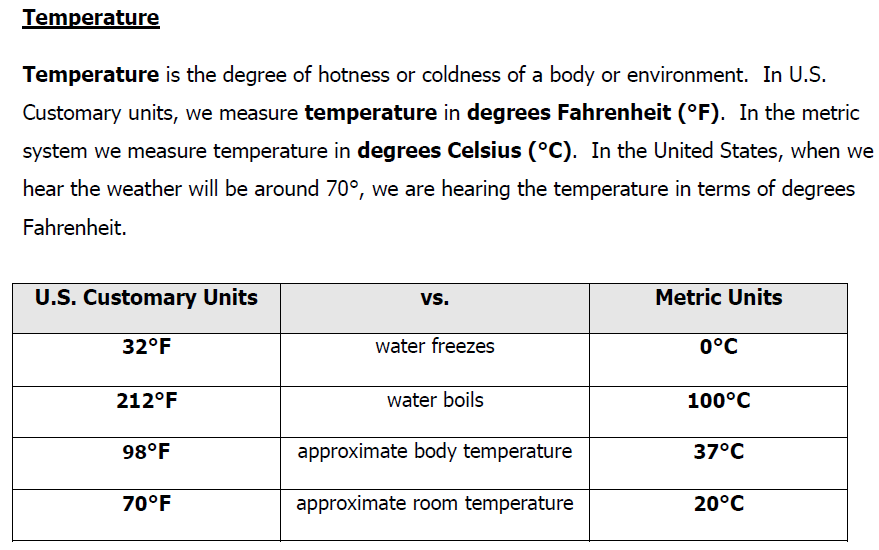 Temperature
Temperature is the degree of hotness or coldness of a body or environment. In U.S.
Customary units, we measure temperature in degrees Fahrenheit (°F). In the metric
system we measure temperature in degrees Celsius (°C). In the United States, when we
hear the weather will be around 70°, we are hearing the temperature in terms of degrees
Fahrenheit.
U.S. Customary Units vs. Metric Units
32°F water freezes 0°C
212°F water boils 100°C
98°F approximate body temperature 37°C
70°F approximate room temperature 20°C